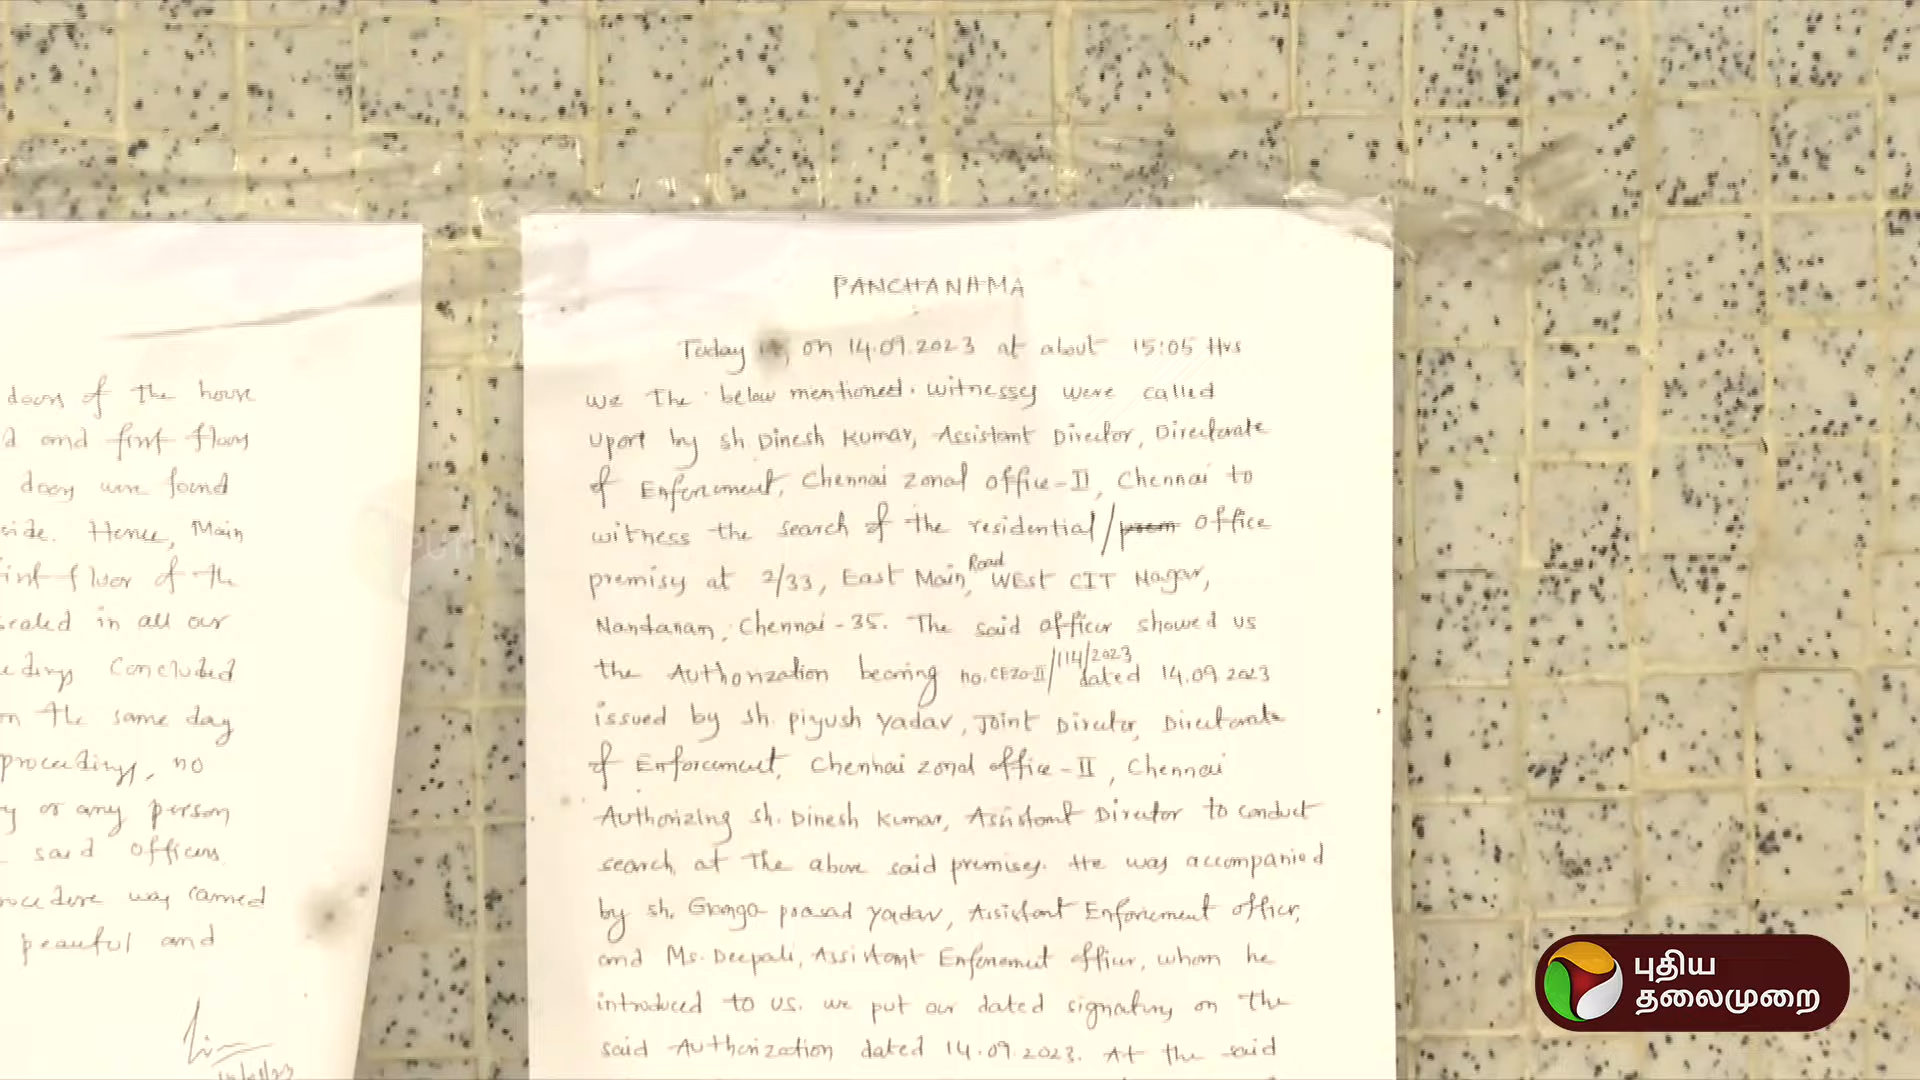 doors of the house
d and first floor
doors were found
side. Hence, Main
first floor of the
sealed in all our
edings concluded
on the same day
proceedings, no
y or any person
said officers
rocedure was carried
peaceful and
PANCHANAMA
Today on 14.09.2023 at about 15:05 Hrs
we the below mentioned witnesses were called
upon by Sh. Dinesh Kumar, Assistant Director, Directorate
of Enforcement, Chennai Zonal office-II, Chennai to
witness the search of the residential/prem office
premises at 2/33, East Main Road West CIT Nagar,
Nandanam, Chennai-35. The said officer showed us
the Authorization bearing no. CEZO-II/114/2023 dated 14.09.2023
issued by Sh. Piyush Yadav, Joint Director, Directorate
of Enforcement, Chennai Zonal office-II, Chennai
Authorizing Sh. Dinesh Kumar, Assistant Director to conduct
search at the above said premises. He was accompanied
by Sh. Ganga Prasad Yadav, Assistant Enforcement officer,
and Ms. Deepali, Assistant Enforcement officer, whom he
introduced to us. We put our dated signatures on the
said Authorization dated 14.09.2023. At the said
புதிய
தலைமுறை